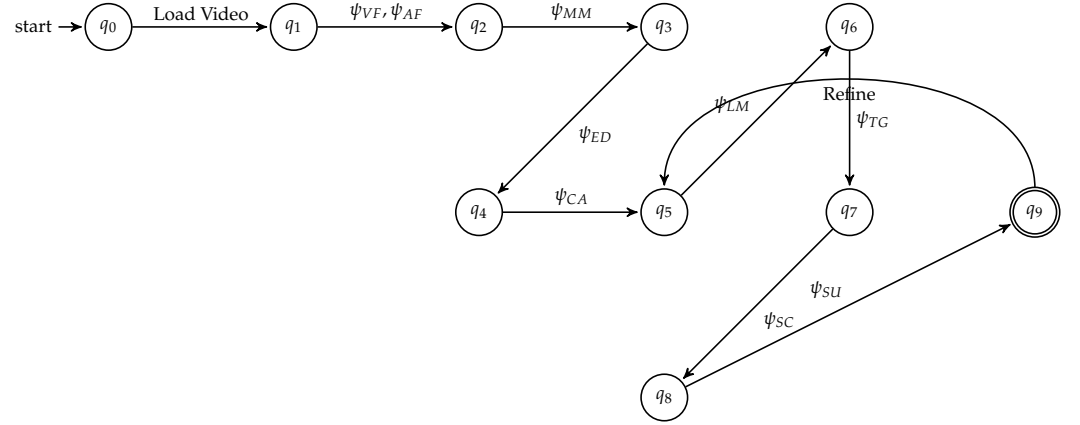 start q0 Load Video q1 ψVF, ψAF q2 ψMM q3 q6
Refine
ψLM
ψTG
ψED
q4 ψCA q5 q7 q9
ψSU
ψSC
q8